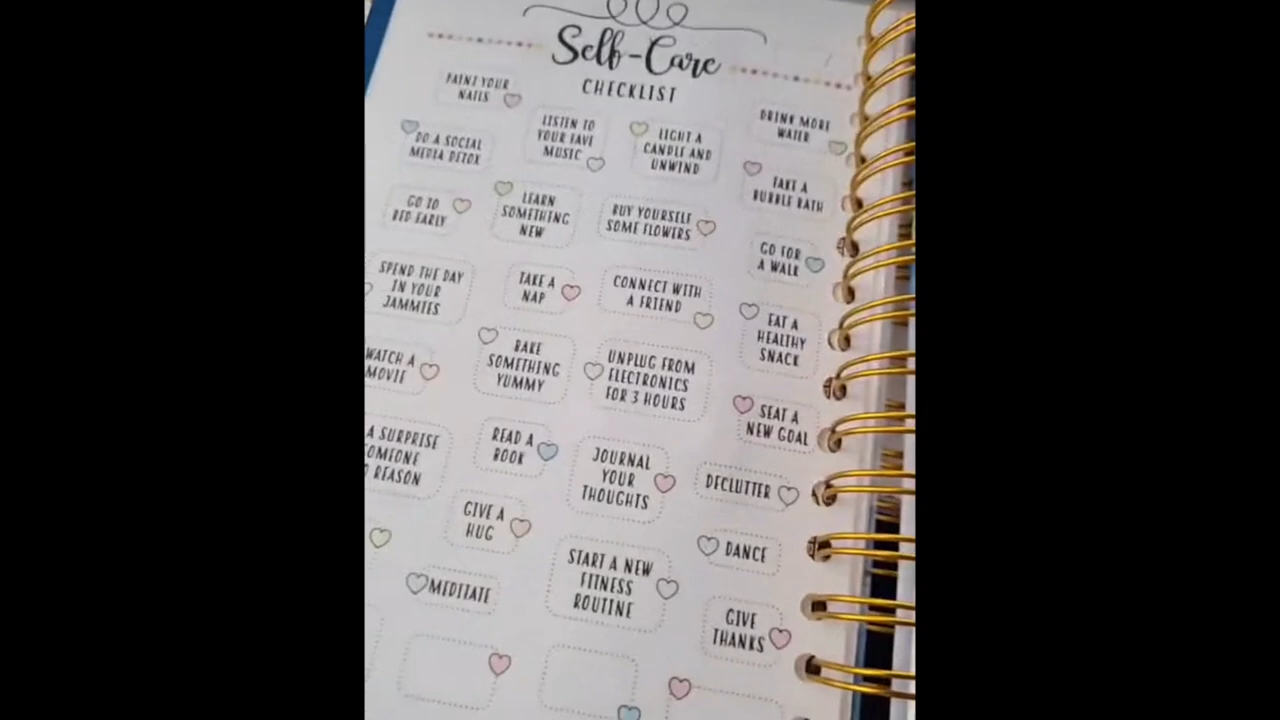 Self-Care
CHECKLIST
PAINT YOUR
NAILS
LISTEN TO
YOUR FAVE
MUSIC
LIGHT A
CANDLE AND
UNWIND
DRINK MORE
WATER
DO A SOCIAL
MEDIA DETOX
TAKE A
BUBBLE BATH
GO TO
BED EARLY
LEARN
SOMETHING
NEW
BUY YOURSELF
SOME FLOWERS
GO FOR
A WALK
SPEND THE DAY
IN YOUR
JAMMIES
TAKE A
NAP
CONNECT WITH
A FRIEND
EAT A
HEALTHY
SNACK
WATCH A
MOVIE
BAKE
SOMETHING
YUMMY
UNPLUG FROM
ELECTRONICS
FOR 3 HOURS
SEAT A
NEW GOAL
A SURPRISE
OMEONE
REASON
READ A
BOOK
JOURNAL
YOUR
THOUGHTS
DECLUTTER
GIVE A
HUG
DANCE
MEDITATE
START A NEW
FITNESS
ROUTINE
GIVE
THANKS